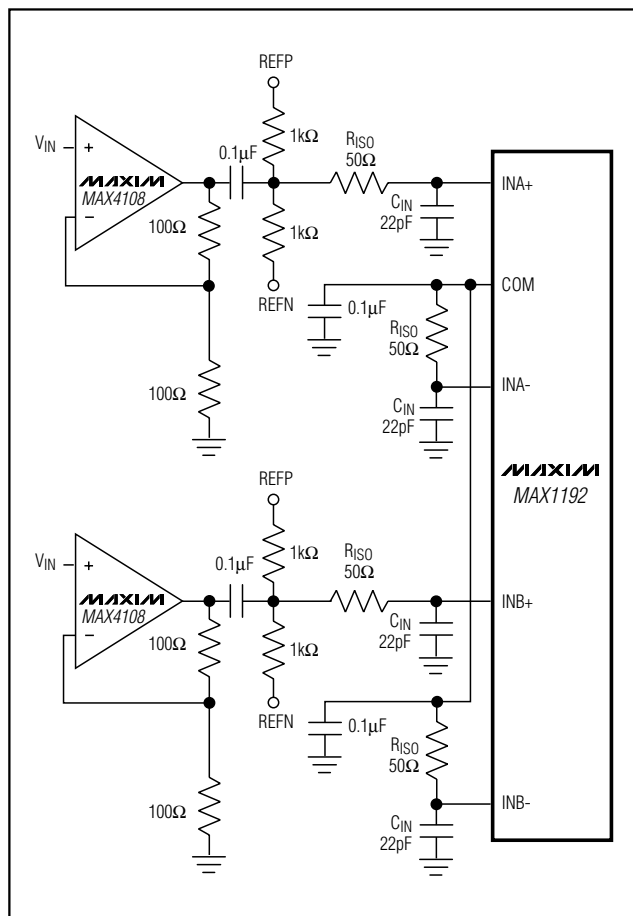 REFP
VIN
+
MAXIM
MAX4108
−
0.1µF
1kΩ
1kΩ
REFN
100Ω
100Ω
RISO
50Ω
CIN
22pF
INA+
COM
0.1µF
RISO
50Ω
INA-
CIN
22pF
MAXIM
MAX1192
REFP
VIN
+
MAXIM
MAX4108
−
0.1µF
1kΩ
1kΩ
REFN
100Ω
100Ω
RISO
50Ω
CIN
22pF
INB+
0.1µF
RISO
50Ω
INB-
CIN
22pF